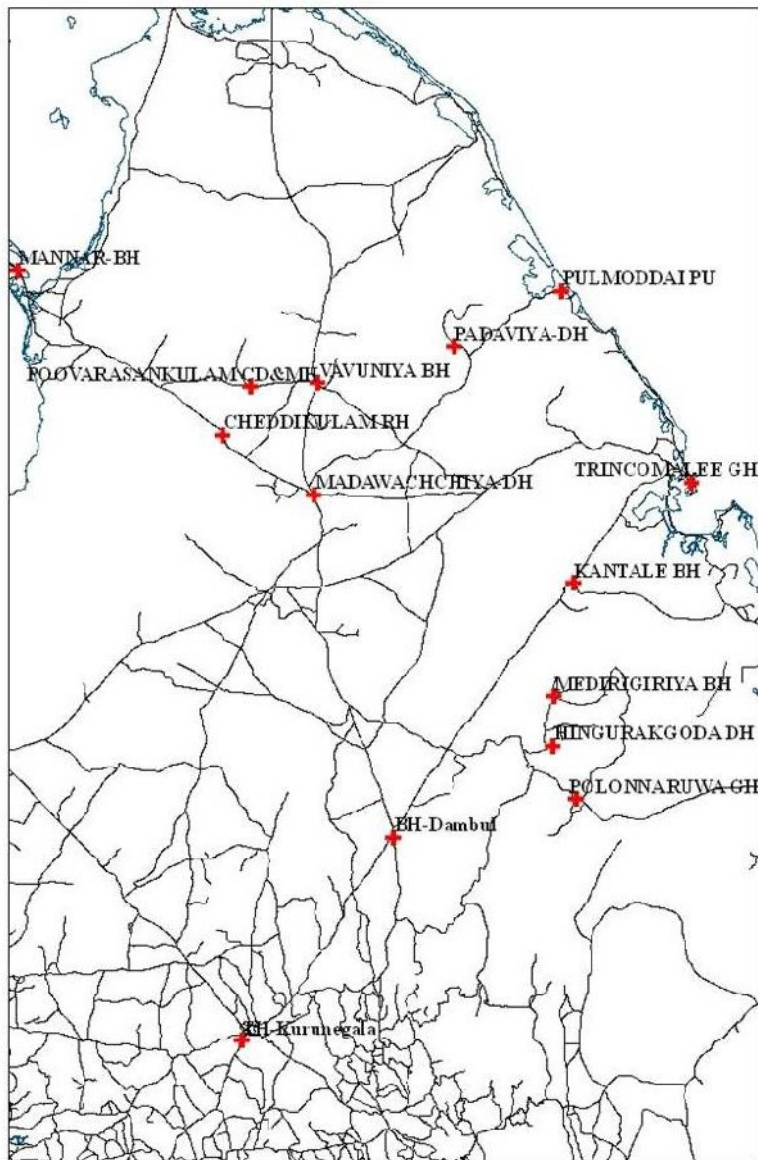 MANNAR-BH
PULMODDAI PU
PADAVIYA-DH
POOVARASANKULAM CD&MH
VAVUNIYA BH
CHEDDIKULAM RH
TRINCOMALEE GH
MADAWACHCHIYA-DH
KANTALE BH
MEDIRIGIRIYA BH
HINGURAKGODA DH
POLONNARUWA GH
BH-Dambul
Kurunegala